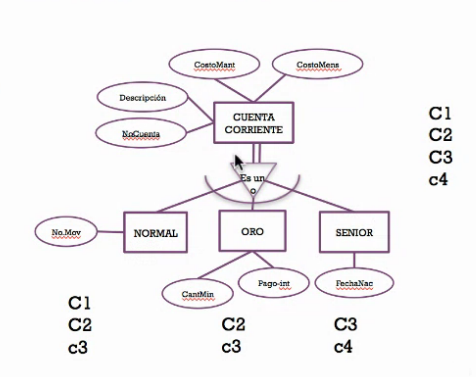 CostoMant
CostoMens
Descripción
CUENTA
CORRIENTE
NoCuenta
C1
C2
C3
c4
Es un
o
No.Mov
NORMAL
ORO
SENIOR
CantMin
Pago-int
FechaNac
C1
C2
c3
C2
c3
C3
c4